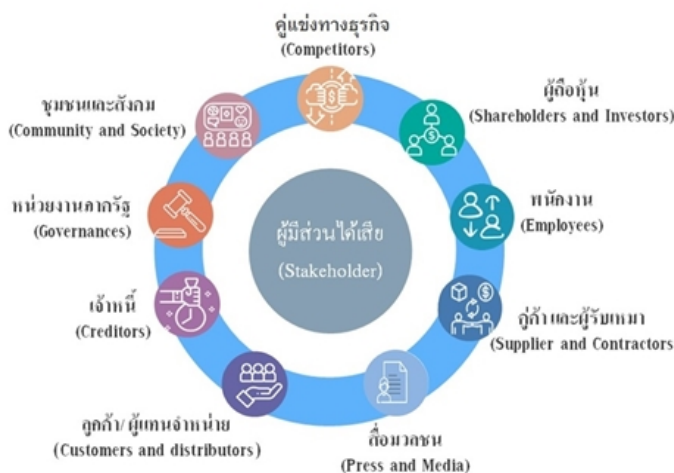 คู่แข่งทางธุรกิจ
(Competitors)
ผู้ถือหุ้น
(Shareholders and Investors)
พนักงาน
(Employees)
คู่ค้า และผู้รับเหมา
(Supplier and Contractors
สื่อมวลชน
(Press and Media)
ลูกค้า/ ผู้แทนจำหน่าย
(Customers and distributors)
เจ้าหนี้
(Creditors)
หน่วยงานภาครัฐ
(Governances)
ชุมชนและสังคม
(Community and Society)
ผู้มีส่วนได้เสีย
(Stakeholder)